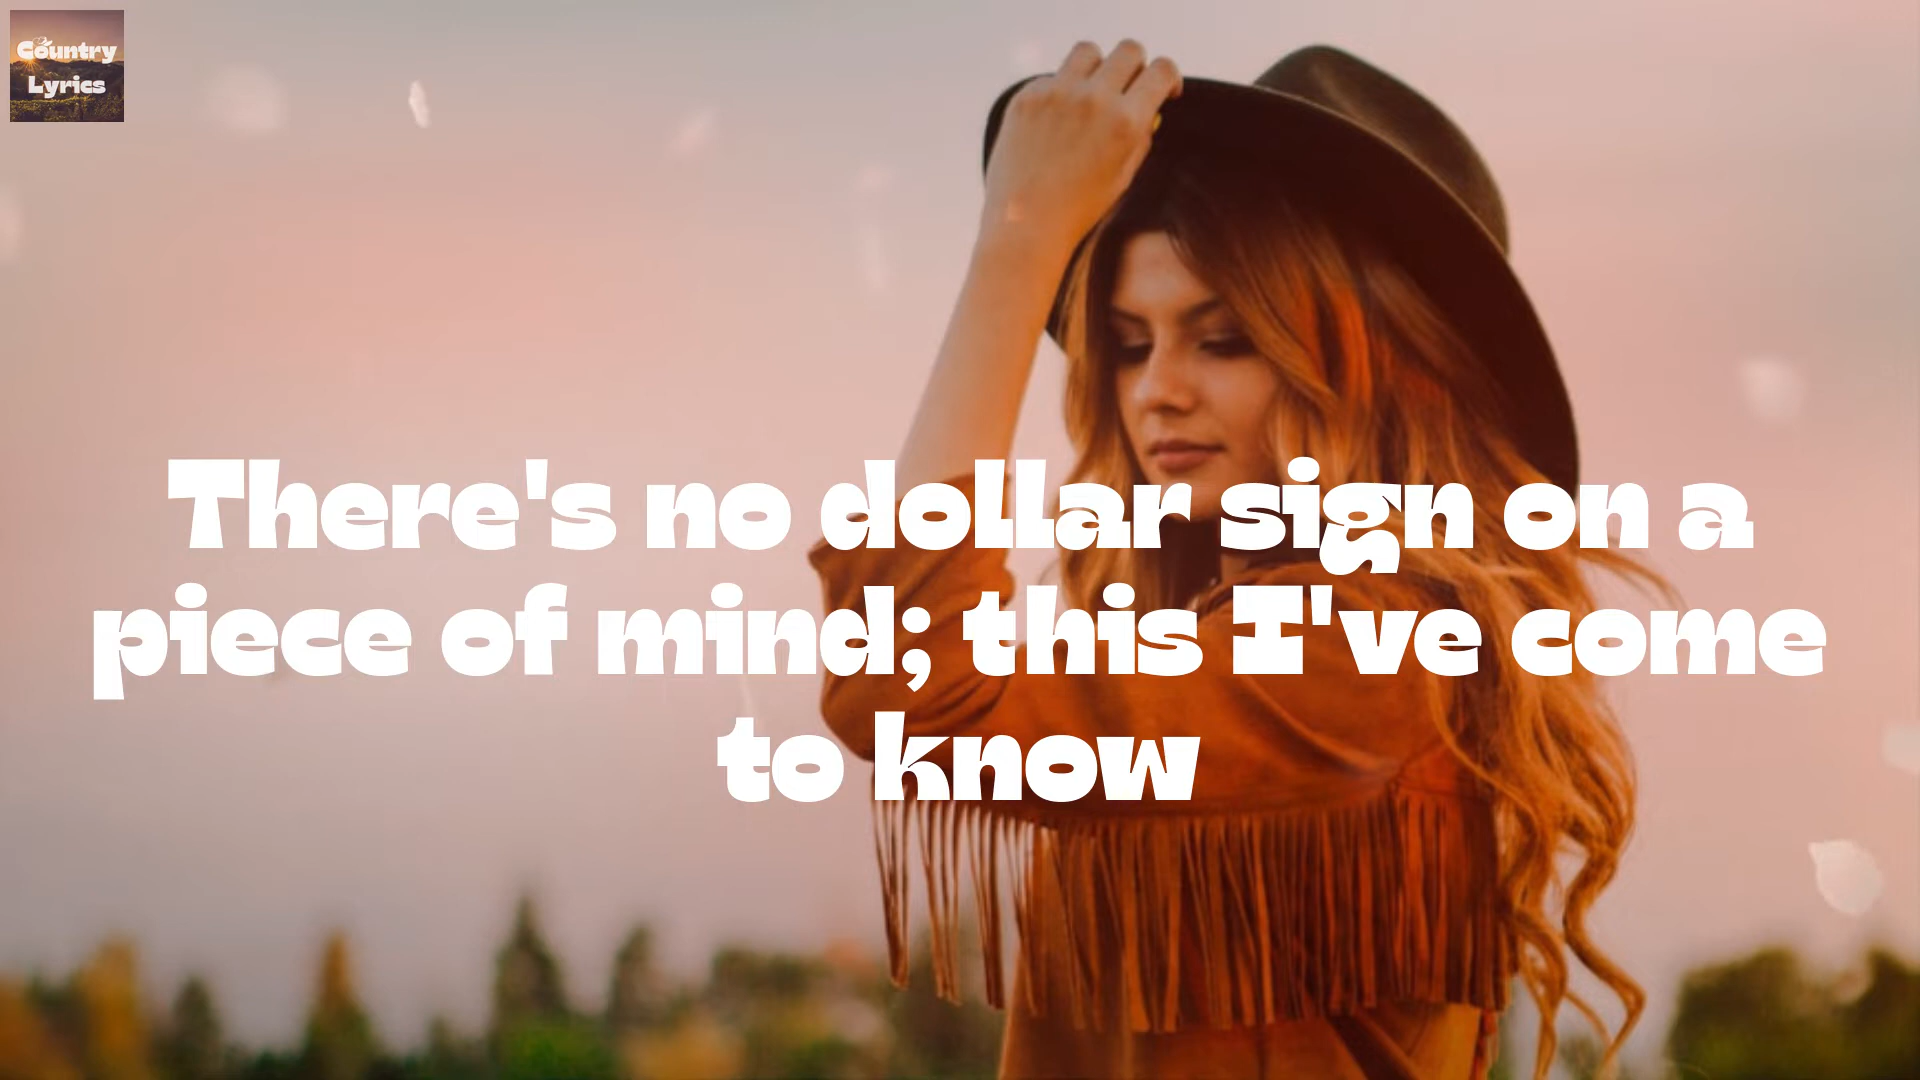 Country
Lyrics
There's no dollar sign on a
piece of mind; this I've come
to know